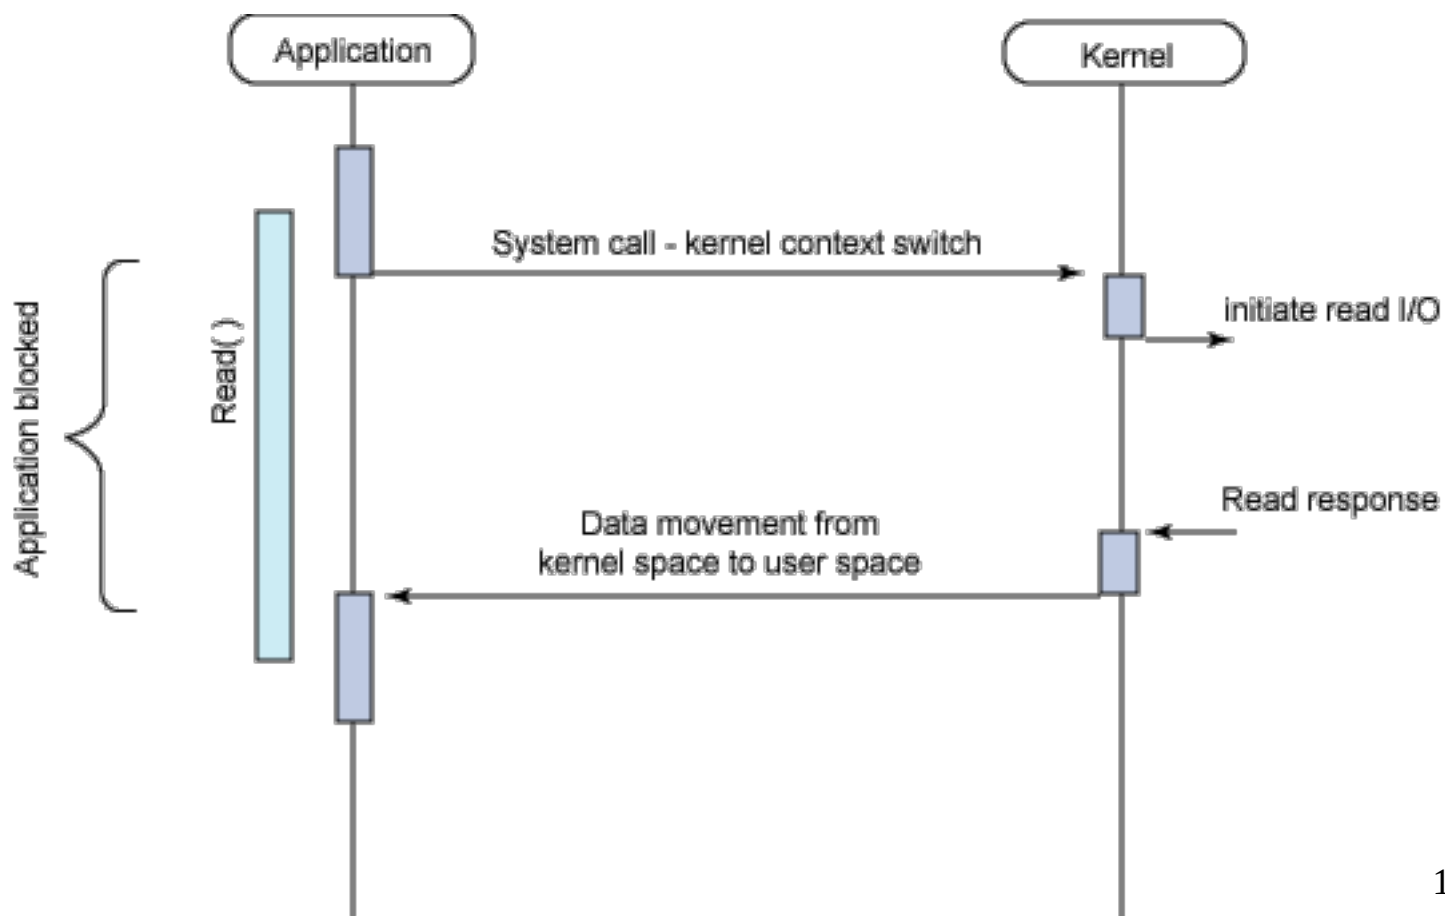 Application
Kernel
System call - kernel context switch
initiate read I/O
Read( )
Application blocked
Read response
Data movement from
kernel space to user space
1